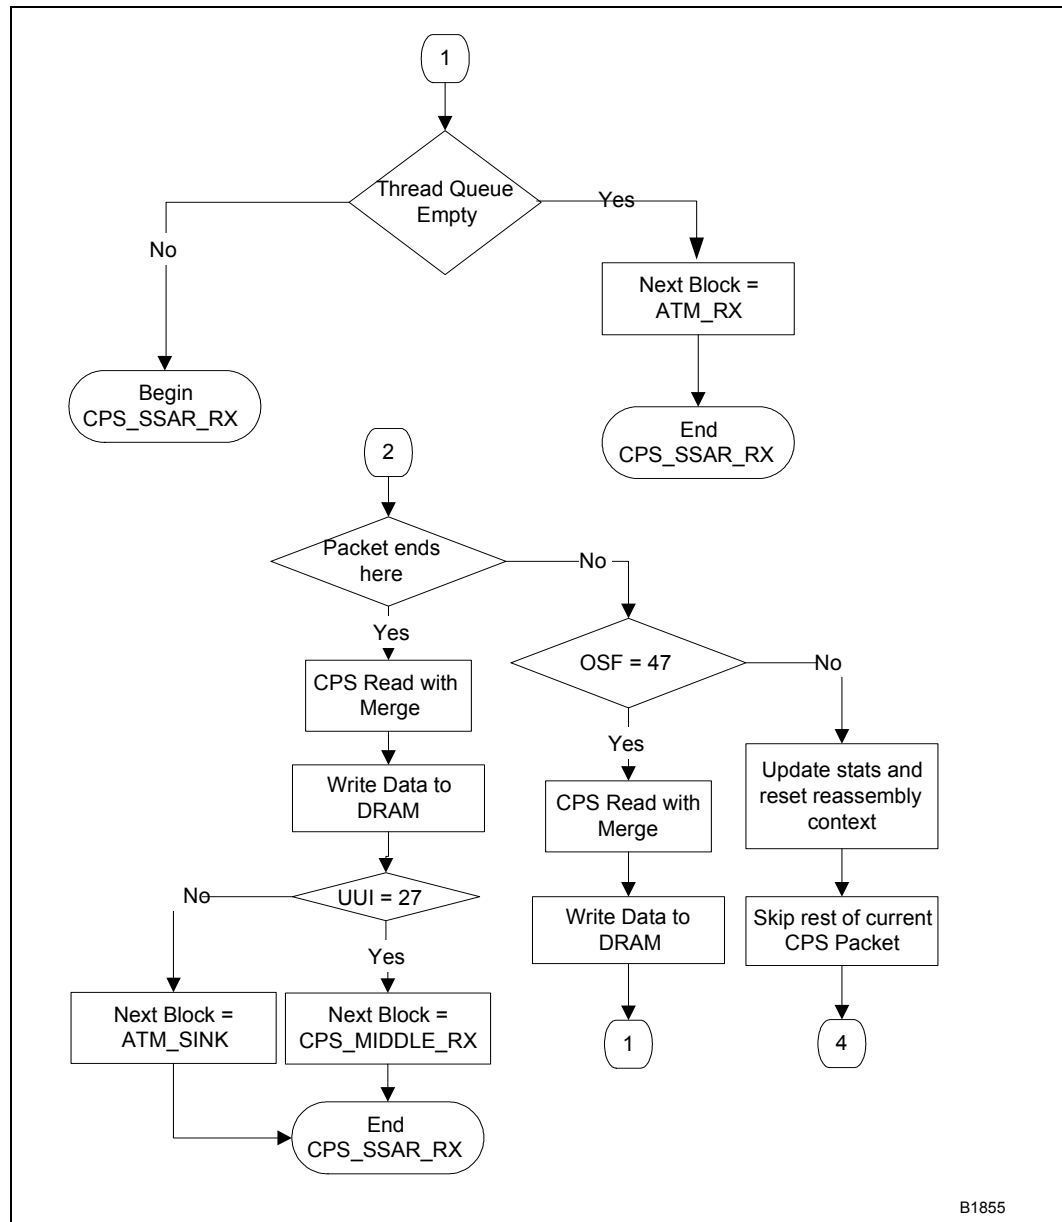 1
Thread Queue
Empty
Yes
No
Next Block =
ATM_RX
Begin
CPS_SSAR_RX
End
CPS_SSAR_RX
2
Packet ends
here
No
Yes
OSF = 47
No
CPS Read with
Merge
Yes
Write Data to
DRAM
CPS Read with
Merge
Update stats and
reset reassembly
context
UUI = 27
No
Yes
Write Data to
DRAM
Skip rest of current
CPS Packet
Next Block =
ATM_SINK
Next Block =
CPS_MIDDLE_RX
1
4
End
CPS_SSAR_RX
B1855